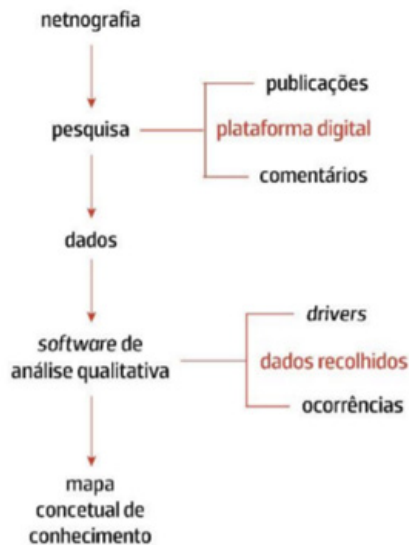 netnografia
publicações
pesquisa
plataforma digital
comentários
dados
drivers
software de
análise qualitativa
dados recolhidos
ocorrências
mapa
concetual de
conhecimento